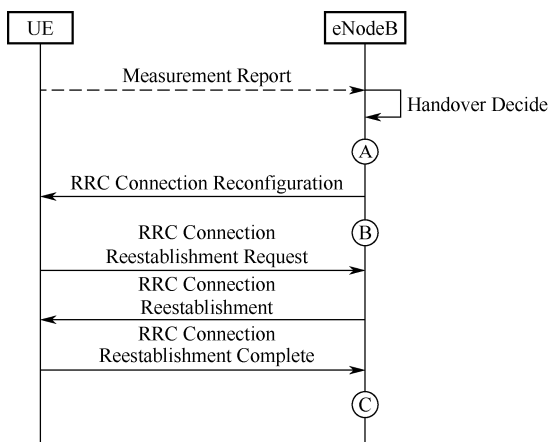 UE
eNodeB
Measurement Report
Handover Decide
A
RRC Connection Reconfiguration
B
RRC Connection
Reestablishment Request
RRC Connection
Reestablishment
RRC Connection
Reestablishment Complete
C